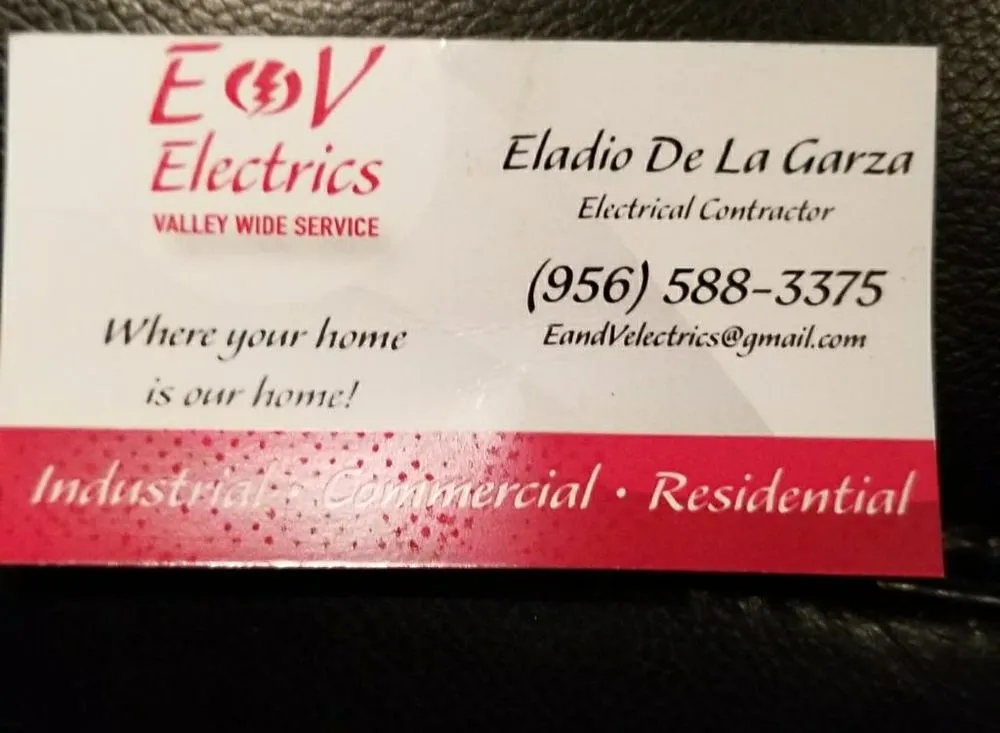 E V
Electrics
VALLEY WIDE SERVICE
Where your home
is our home!
Eladio De La Garza
Electrical Contractor
(956) 588-3375
EandVelectrics@gmail.com
Industrial • Commercial • Residential